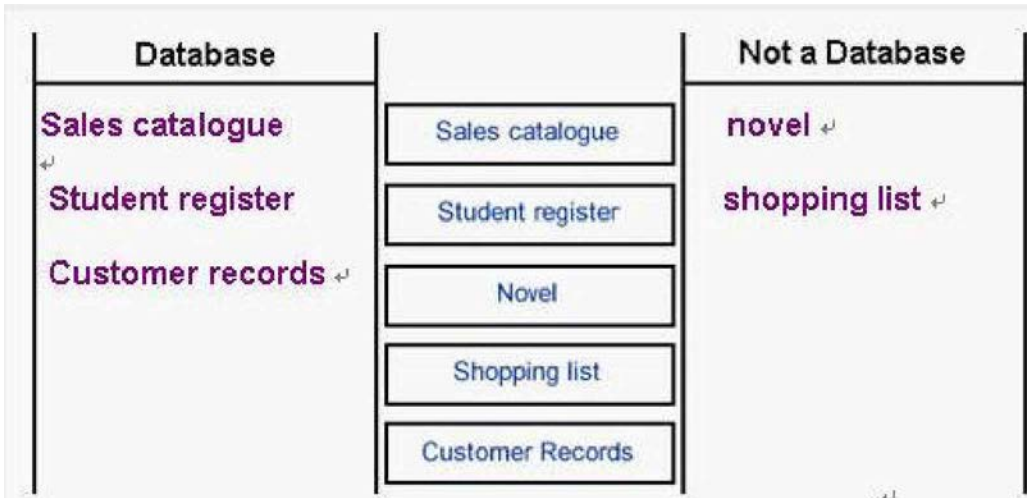 Database
Not a Database
Sales catalogue
Sales catalogue
novel
Student register
Student register
shopping list
Customer records
Novel
Shopping list
Customer Records